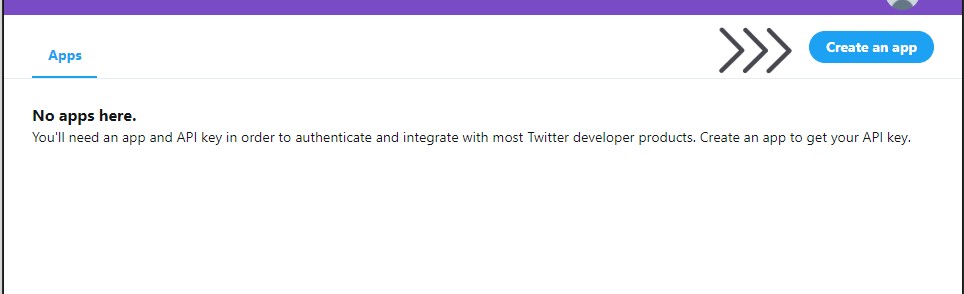 Apps
Create an app
No apps here.
You'll need an app and API key in order to authenticate and integrate with most Twitter developer products. Create an app to get your API key.